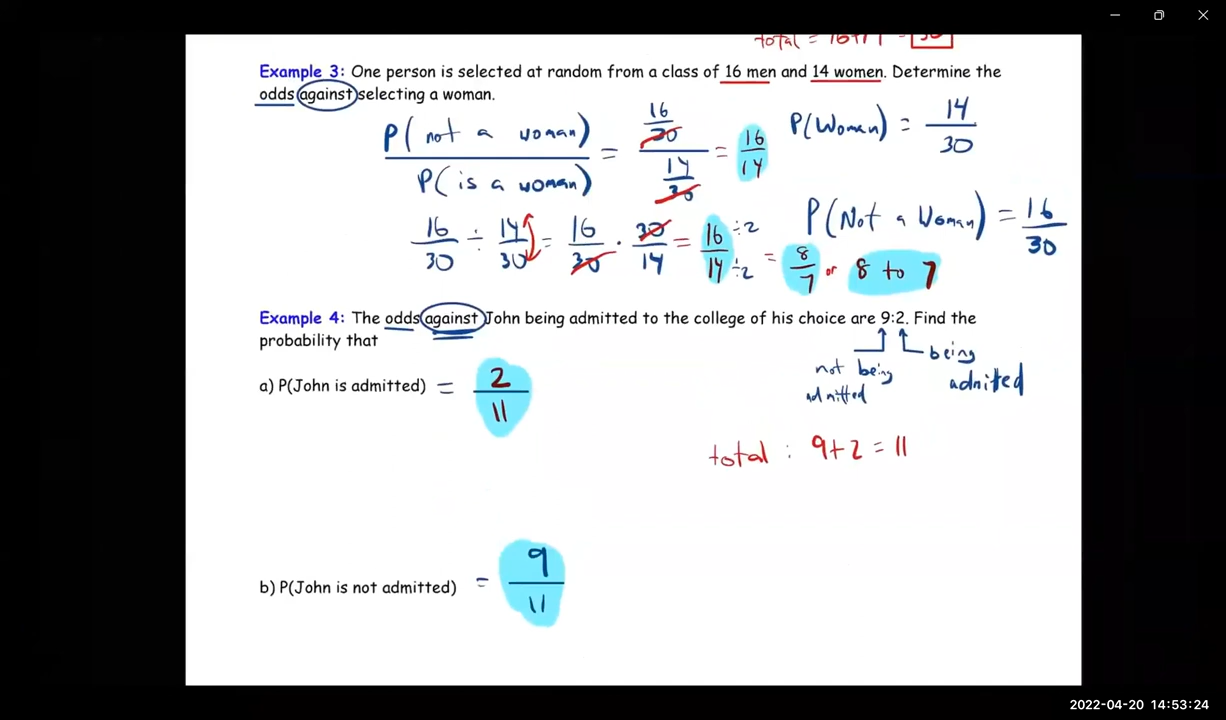 total = 16+14 = 30
Example 3: One person is selected at random from a class of 16 men and 14 women. Determine the
odds against selecting a woman.
P( not a woman) / P( is a woman) = 16/30 / 14/30 = 16/14
P(Woman) = 14/30
16/30 ÷ 14/30 = 16/30 · 30/14 = 16÷2/14÷2 = 8/7 or 8 to 7
P(Not a Woman) = 16/30
Example 4: The odds against John being admitted to the college of his choice are 9:2. Find the
probability that
not being admitted
being admitted
a) P(John is admitted) = 2/11
total : 9+2 = 11
b) P(John is not admitted) = 9/11
2022-04-20 14:53:24